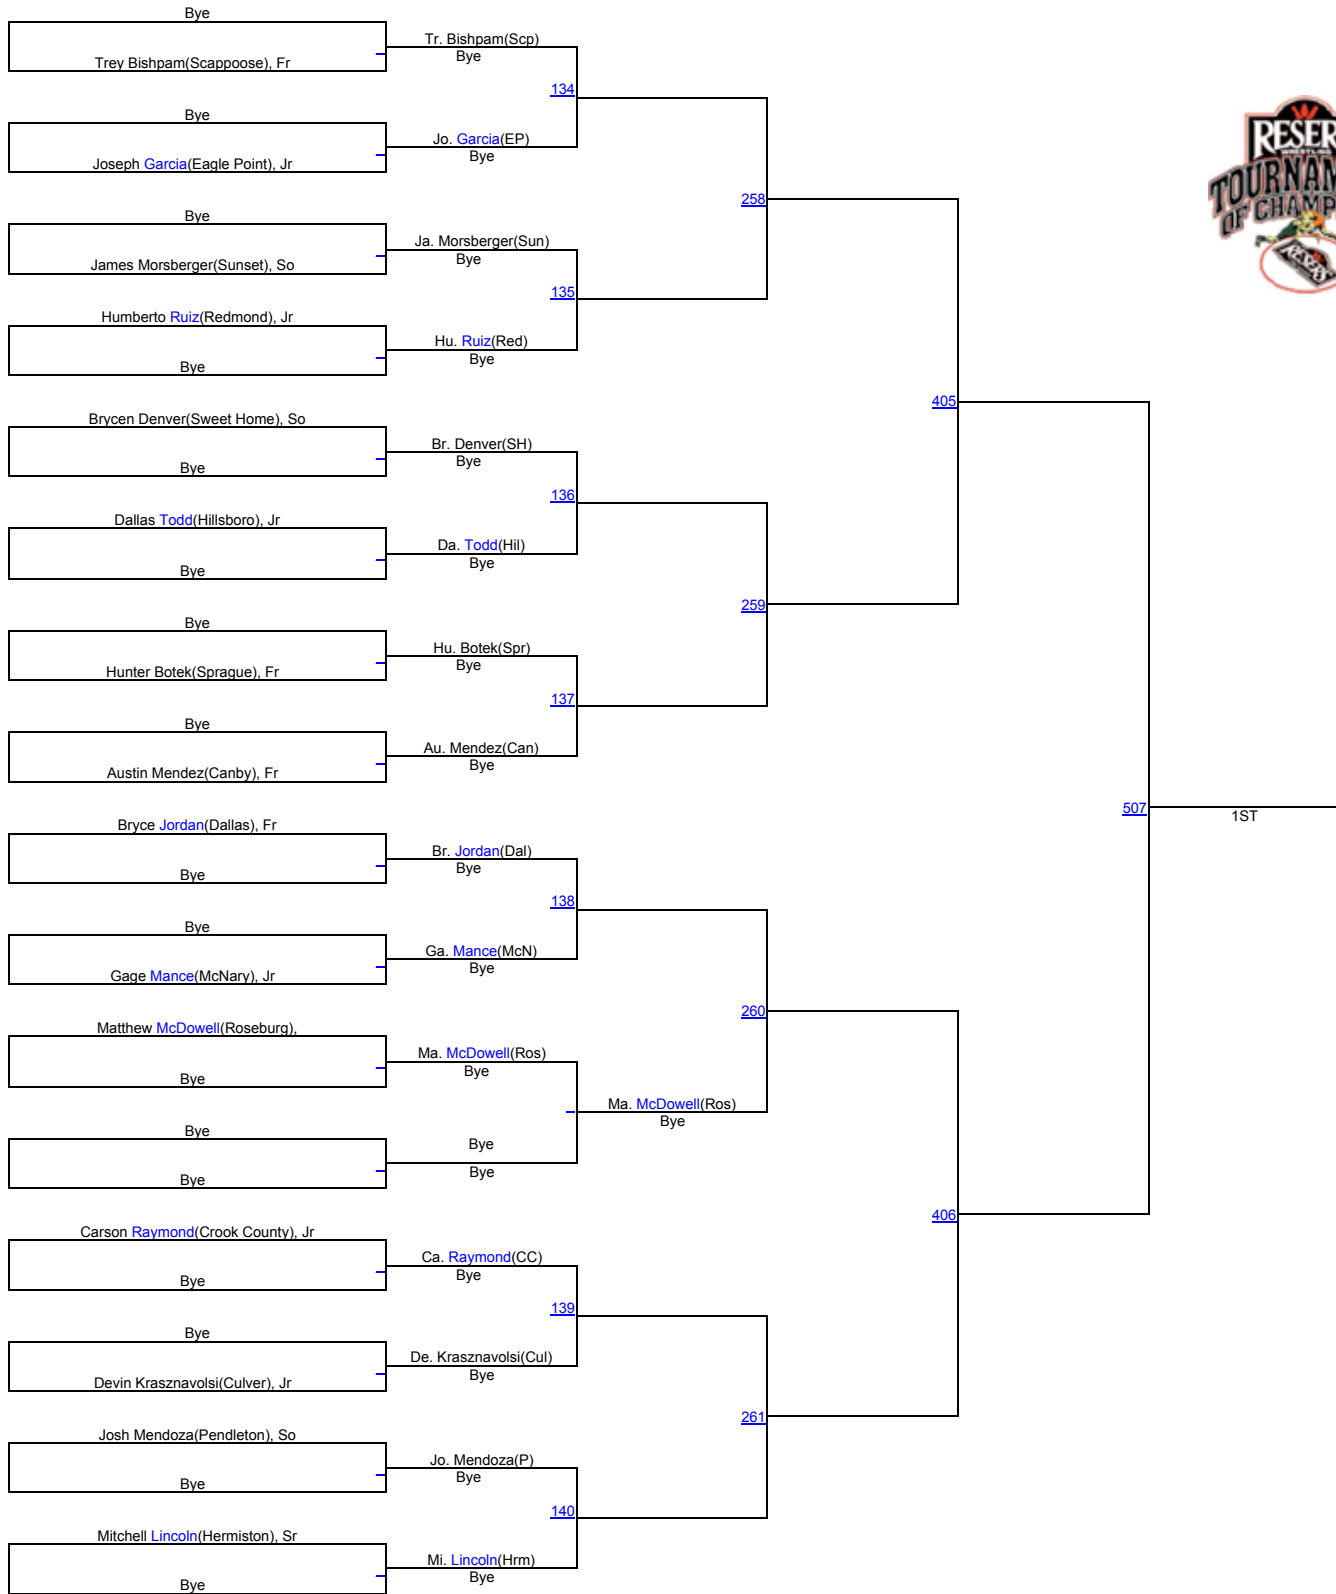 Bye
Trey Bishpam(Scappoose), Fr
Tr. Bishpam(Scp)
Bye
134
Bye
Joseph Garcia(Eagle Point), Jr
Jo. Garcia(EP)
Bye
258
Bye
James Morsberger(Sunset), So
Ja. Morsberger(Sun)
Bye
135
Humberto Ruiz(Redmond), Jr
Bye
Hu. Ruiz(Red)
Bye
405
Brycen Denver(Sweet Home), So
Bye
Br. Denver(SH)
Bye
136
Dallas Todd(Hillsboro), Jr
Bye
Da. Todd(Hil)
Bye
259
Bye
Hunter Botek(Sprague), Fr
Hu. Botek(Spr)
Bye
137
Bye
Austin Mendez(Canby), Fr
Au. Mendez(Can)
Bye
507
1ST
Bryce Jordan(Dallas), Fr
Bye
Br. Jordan(Dal)
Bye
138
Bye
Gage Mance(McNary), Jr
Ga. Mance(McN)
Bye
260
Matthew McDowell(Roseburg),
Bye
Ma. McDowell(Ros)
Bye
Ma. McDowell(Ros)
Bye
Bye
Bye
Bye
Bye
406
Carson Raymond(Crook County), Jr
Bye
Ca. Raymond(CC)
Bye
139
Bye
Devin Krasznavolsi(Culver), Jr
De. Krasznavolsi(Cul)
Bye
261
Josh Mendoza(Pendleton), So
Bye
Jo. Mendoza(P)
Bye
140
Mitchell Lincoln(Hermiston), Sr
Bye
Mi. Lincoln(Hrm)
Bye
RESER
WRESTLING
TOURNAM
OF CHAMP
RESER